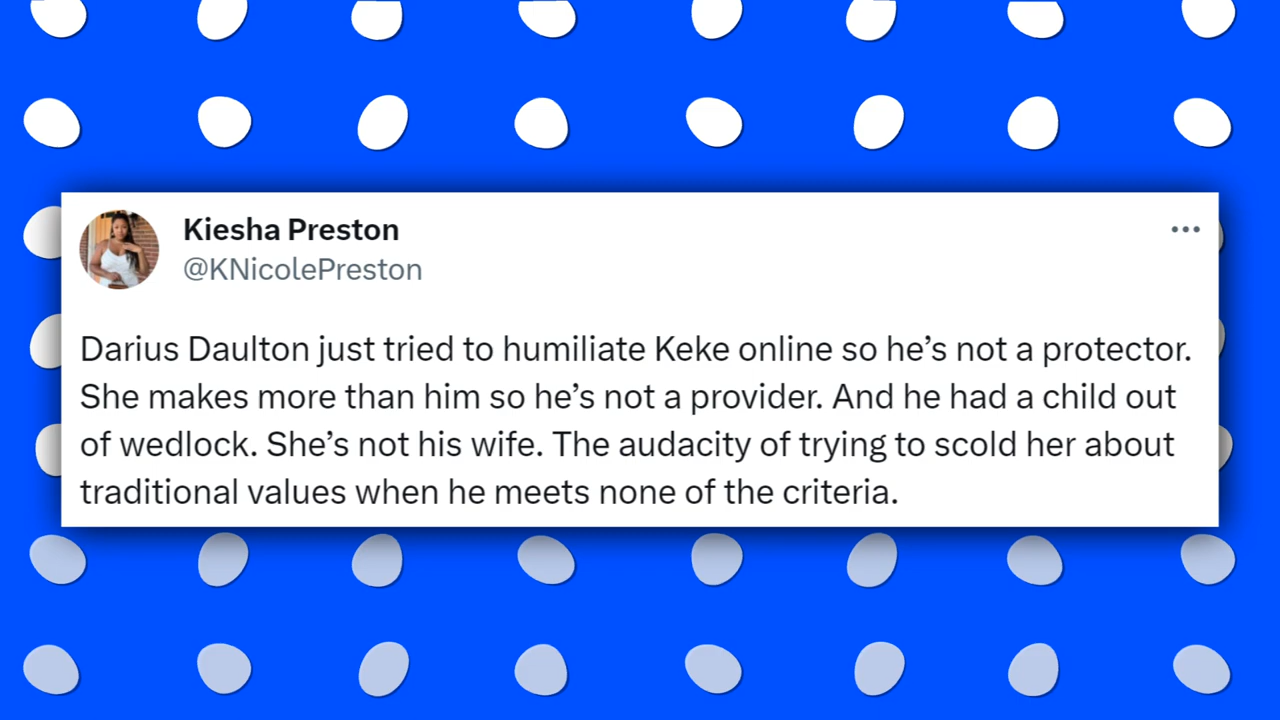 Kiesha Preston
@KNicolePreston
Darius Daulton just tried to humiliate Keke online so he’s not a protector.
She makes more than him so he’s not a provider. And he had a child out
of wedlock. She’s not his wife. The audacity of trying to scold her about
traditional values when he meets none of the criteria.